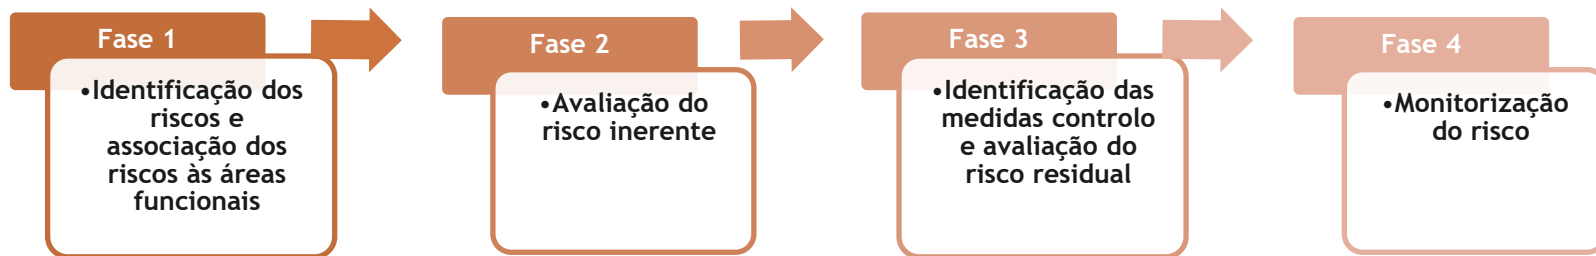 Fase 1
•Identificação dos
riscos e
associação dos
riscos às áreas
funcionais
Fase 2
•Avaliação do
risco inerente
Fase 3
•Identificação das
medidas controlo
e avaliação do
risco residual
Fase 4
•Monitorização
do risco